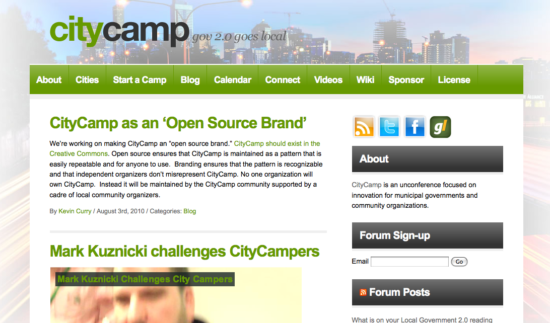 citycamp gov 2.0 goes local
About Cities Start a Camp Blog Calendar Connect Videos Wiki Sponsor License
CityCamp as an ‘Open Source Brand’
We're working on making CityCamp an "open source brand." CityCamp should exist in the
Creative Commons. Open source ensures that CityCamp is maintained as a pattern that is
easily repeatable and for anyone to use. Branding ensures that the pattern is recognizable
and that independent organizers don't misrepresent CityCamp. No one organization will
own CityCamp. Instead it will be maintained by the CityCamp community supported by a
cadre of local community organizers.
By Kevin Curry / August 3rd, 2010 / Categories: Blog
Mark Kuznicki challenges CityCampers
Mark Kuznicki Challenges City Campers
About
CityCamp is an unconference focused on
innovation for municipal governments and
community organizations.
Forum Sign-up
Email Go
Forum Posts
What is on your Local Government 2.0 reading